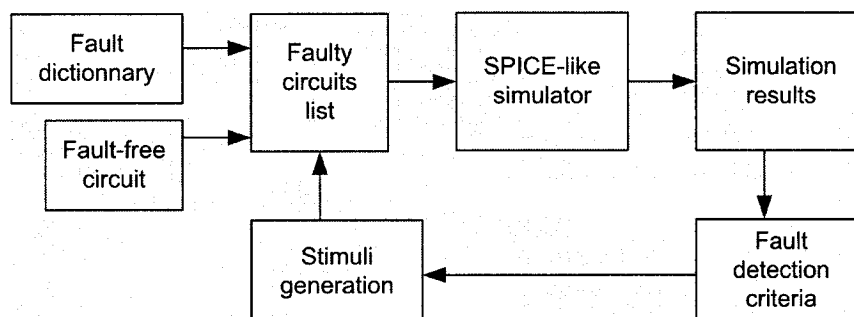 Fault
dictionnary
Fault-free
circuit
Faulty
circuits
list
SPICE-like
simulator
Simulation
results
Fault
detection
criteria
Stimuli
generation